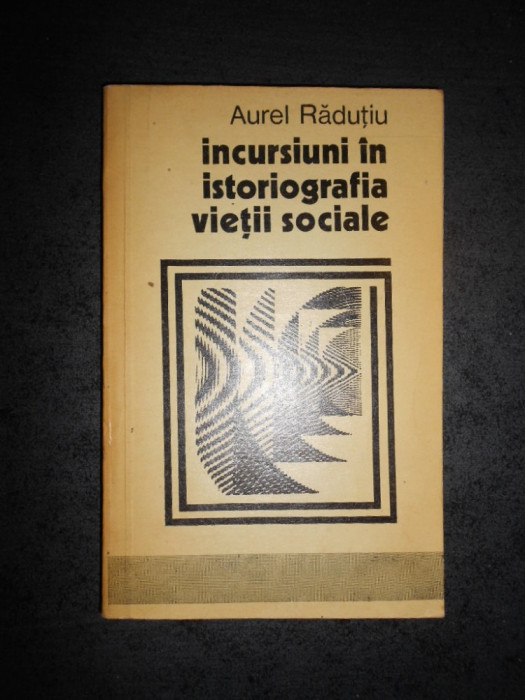 Aurel Răduțiu
incursiuni în
istoriografia
vieții sociale